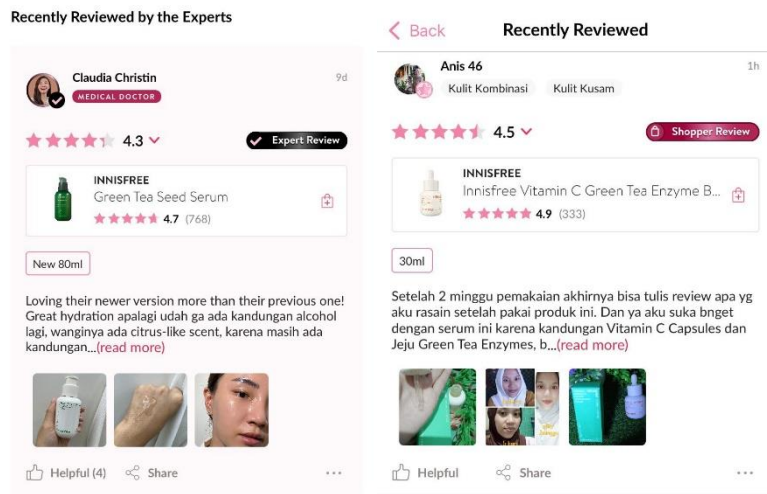 Recently Reviewed by the Experts
Claudia Christin
9d
MEDICAL DOCTOR
4.3
Expert Review
INNISFREE
Green Tea Seed Serum
4.7 (768)
New 80ml
Loving their newer version more than their previous one!
Great hydration apalagi udah ga ada kandungan alcohol
lagi, wanginya ada citrus-like scent, karena masih ada
kandungan...(read more)
Helpful (4)
Share
Back
Recently Reviewed
Anis 46
1h
Kulit Kombinasi
Kulit Kusam
4.5
Shopper Review
INNISFREE
Innisfree Vitamin C Green Tea Enzyme B...
4.9 (333)
30ml
Setelah 2 minggu pemakaian akhirnya bisa tulis review apa yg
aku rasain setelah pakai produk ini. Dan ya aku suka bnget
dengan serum ini karena kandungan Vitamin C Capsules dan
Jeju Green Tea Enzymes, b...(read more)
Helpful
Share